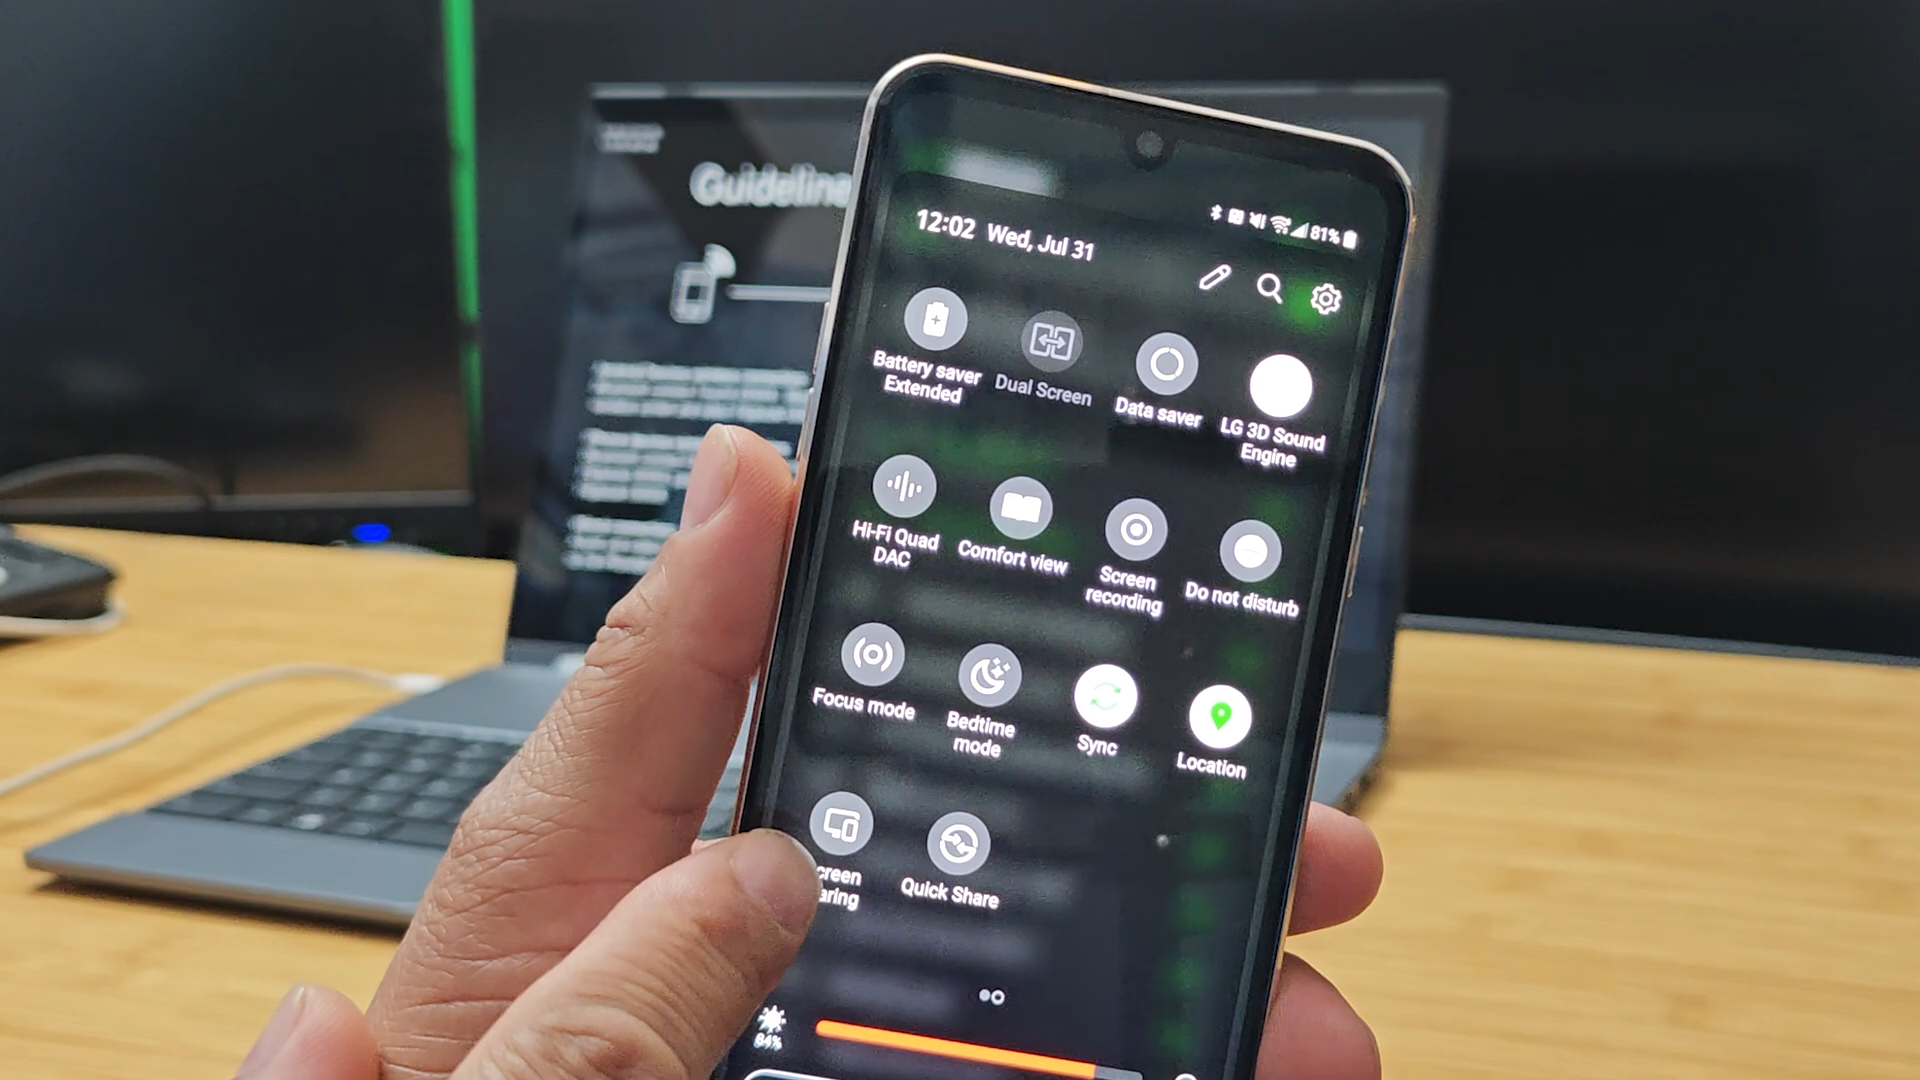 Guideline
12:02 Wed, Jul 31
81%
Battery saver
Extended
Dual Screen
Data saver
LG 3D Sound
Engine
Hi-Fi Quad
DAC
Comfort view
Screen
recording
Do not disturb
Focus mode
Bedtime
mode
Sync
Location
creen
aring
Quick Share
84%